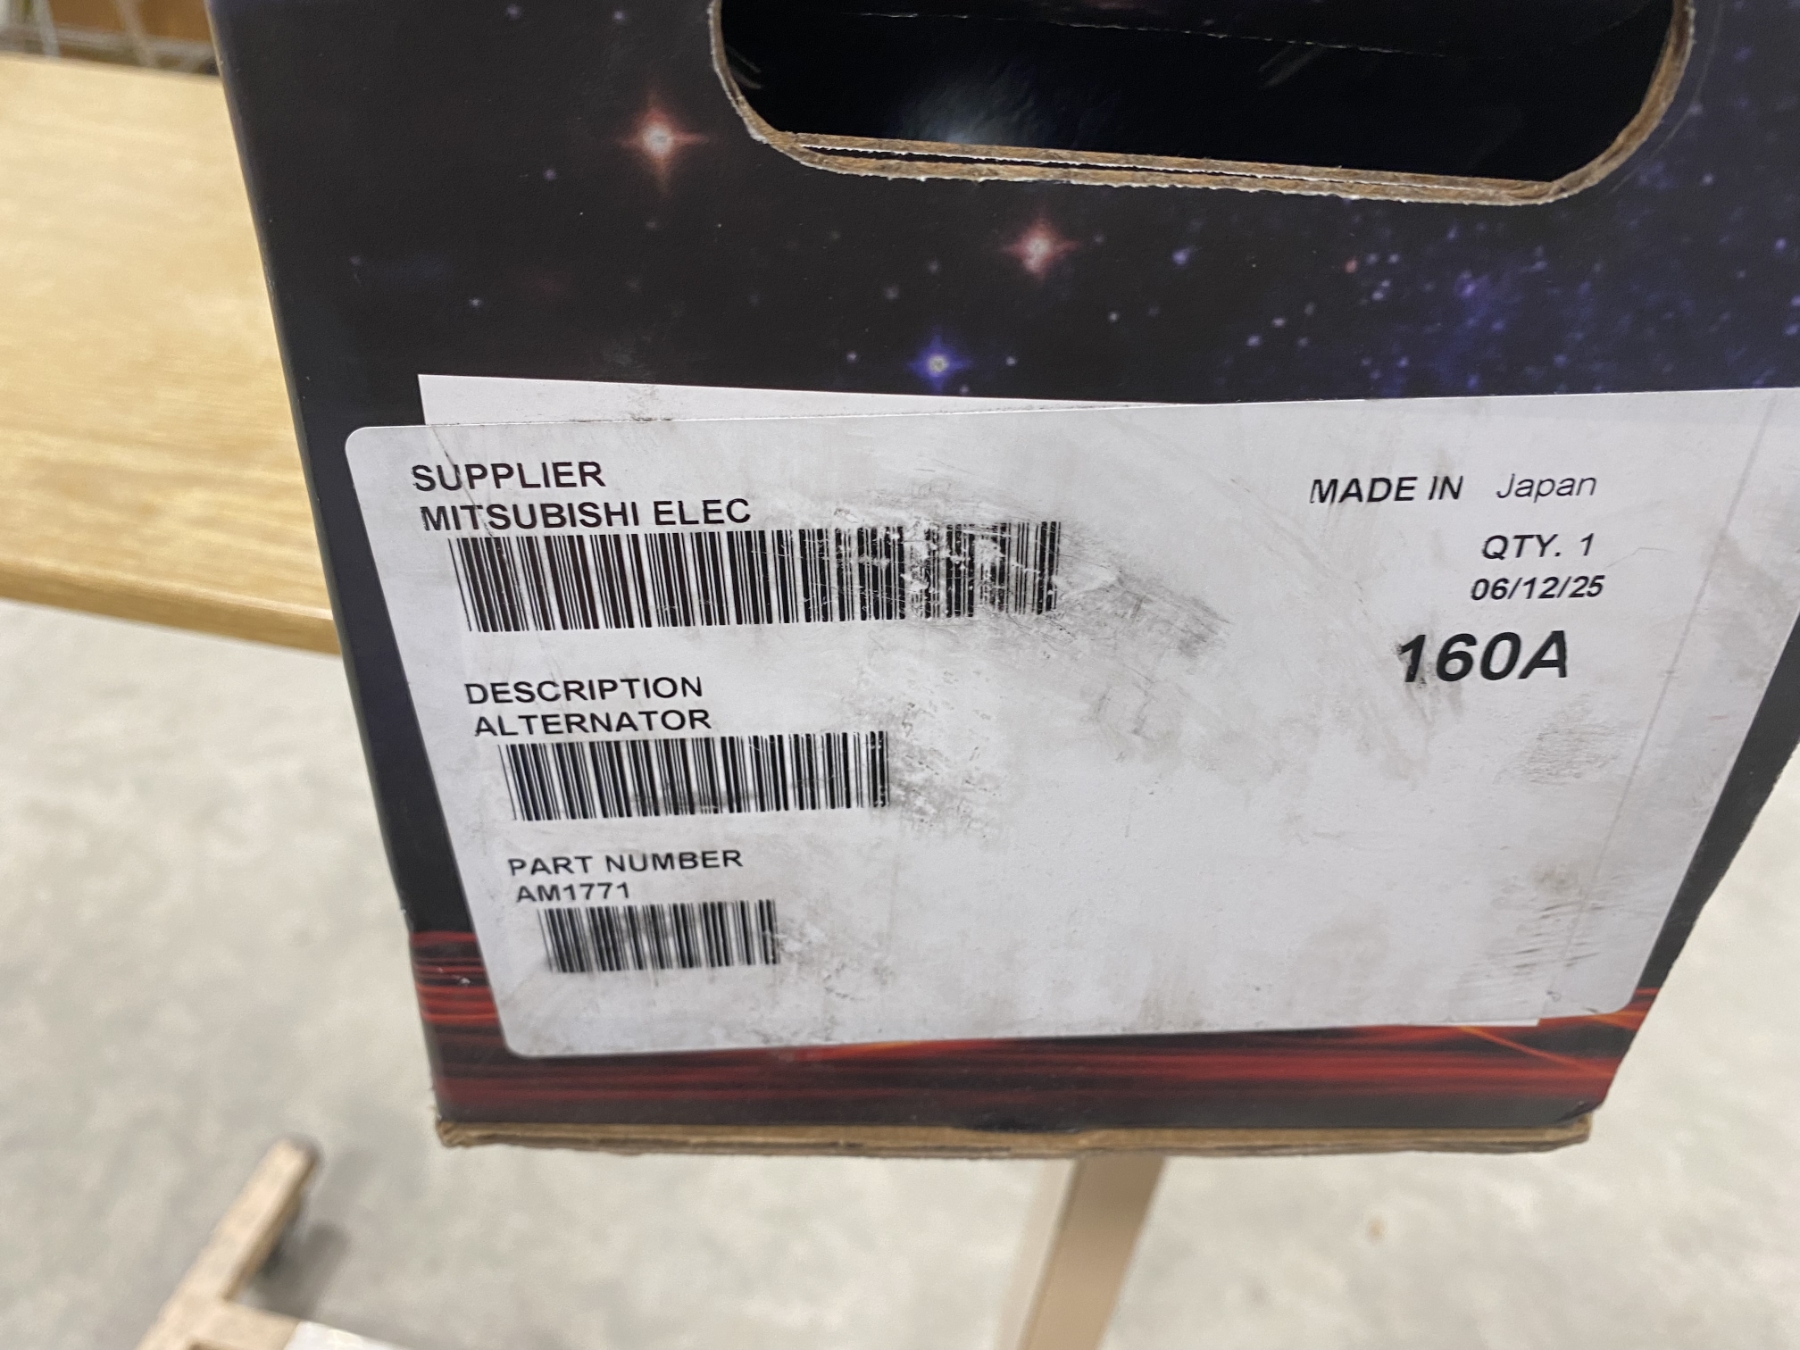 SUPPLIER
MITSUBISHI ELEC
MADE IN Japan
QTY. 1
06/12/25
160A
DESCRIPTION
ALTERNATOR
PART NUMBER
AM1771